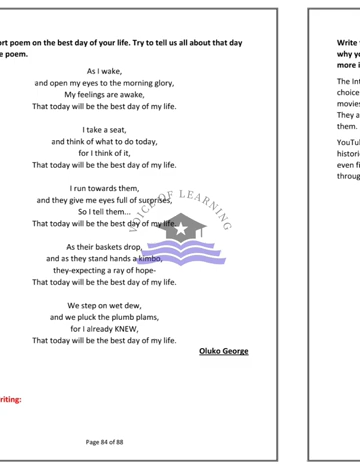 ort poem on the best day of your life. Try to tell us all about that day
e poem.
As I wake,
and open my eyes to the morning glory,
My feelings are awake,
That today will be the best day of my life.
I take a seat,
and think of what to do today,
for I think of it,
That today will be the best day of my life.
I run towards them,
and they give me eyes full of surprises,
So I tell them...
That today will be the best day of my life.
As their baskets drop,
and as they stand hands a kimbo,
they-expecting a ray of hope-
That today will be the best day of my life.
We step on wet dew,
and we pluck the plumb plams,
for I already KNEW,
That today will be the best day of my life.
Oluko George
riting:
Page 84 of 88
VOICE OF LEARNING
Write
why yo
more i
The Int
choice
movies
They a
them.
YouTub
histori
even fi
throug